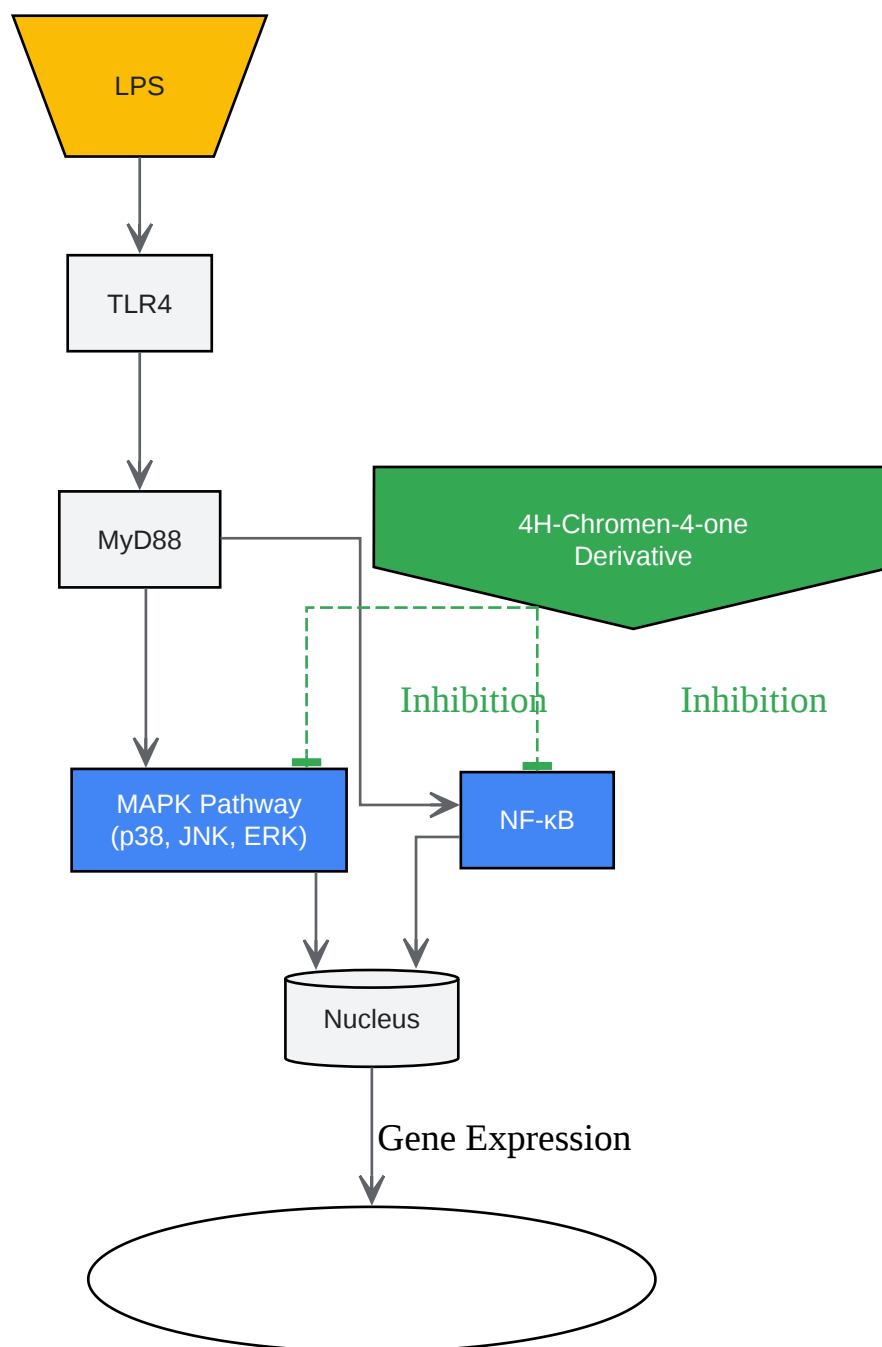 LPS
TLR4
MyD88
4H-Chromen-4-one
Derivative
Inhibition
Inhibition
MAPK Pathway
(p38, JNK, ERK)
NF-κB
Nucleus
Gene Expression